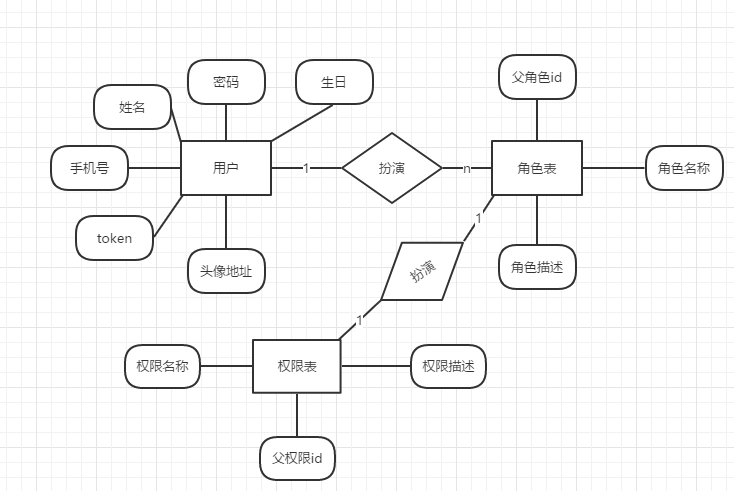 密码
生日
父角色id
姓名
手机号
用户
1
扮演
n
角色表
角色名称
token
头像地址
1
扮演
角色描述
1
权限名称
权限表
权限描述
父权限id